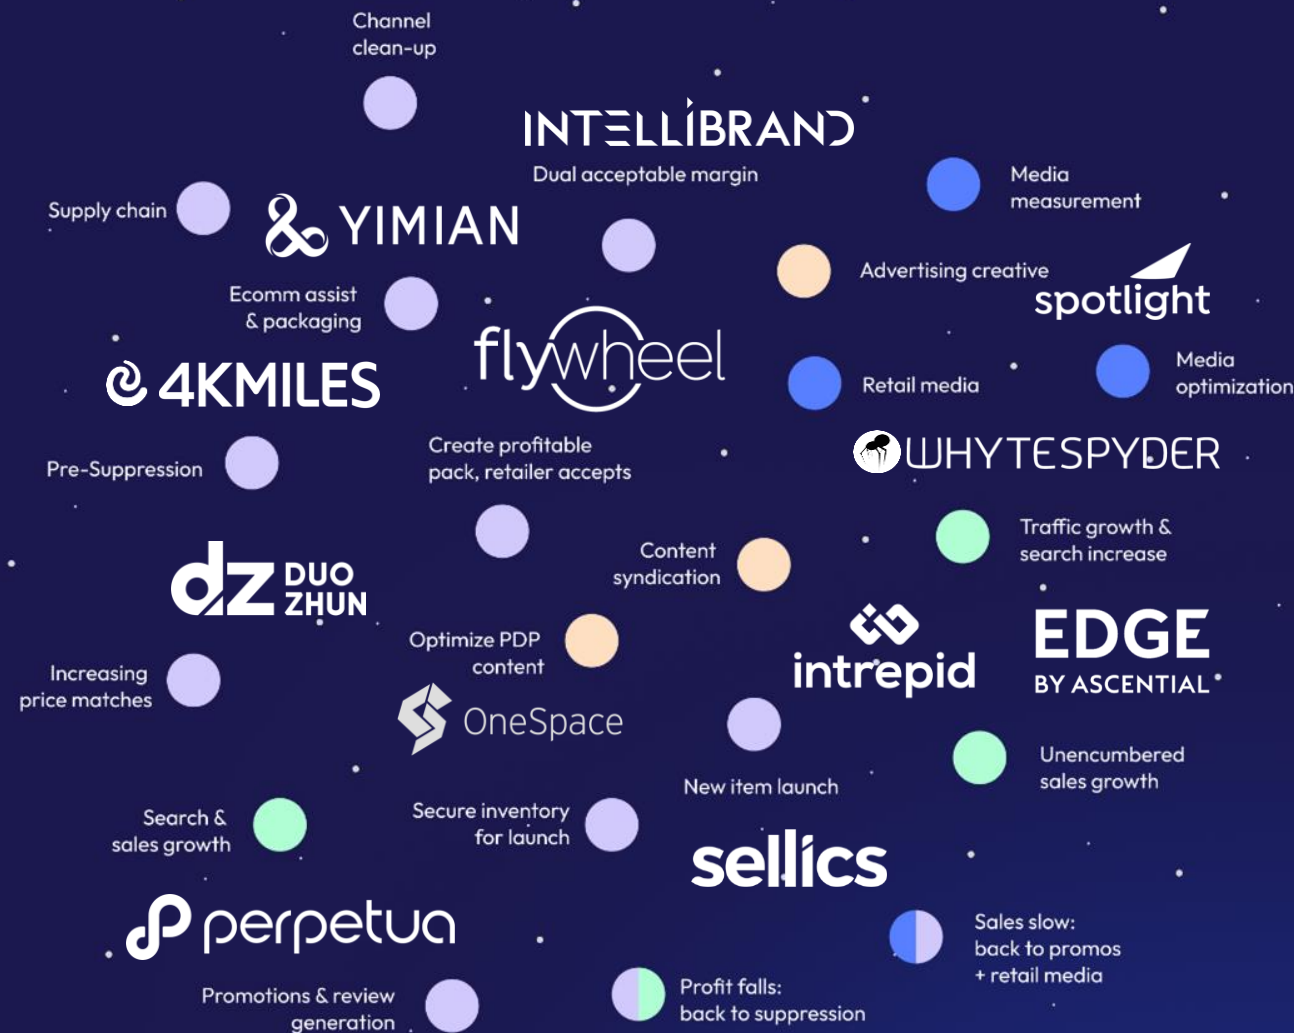 Channel
clean-up
INTELLIBRAND
Dual acceptable margin
Media
measurement
Supply chain
YIMIAN
Advertising creative
spotlight
Ecomm assist
& packaging
flywheel
4KMILES
Retail media
Media
optimization
Create profitable
pack, retailer accepts
WHYTESPYDER
Pre-Suppression
Traffic growth &
search increase
Content
syndication
dz DUO
ZHUN
Optimize PDP
content
intrepid
EDGE
BY ASCENTIAL
Increasing
price matches
OneSpace
Unencumbered
sales growth
New item launch
Search &
sales growth
Secure inventory
for launch
sellics
perpetua
Sales slow:
back to promos
+ retail media
Promotions & review
generation
Profit falls:
back to suppression